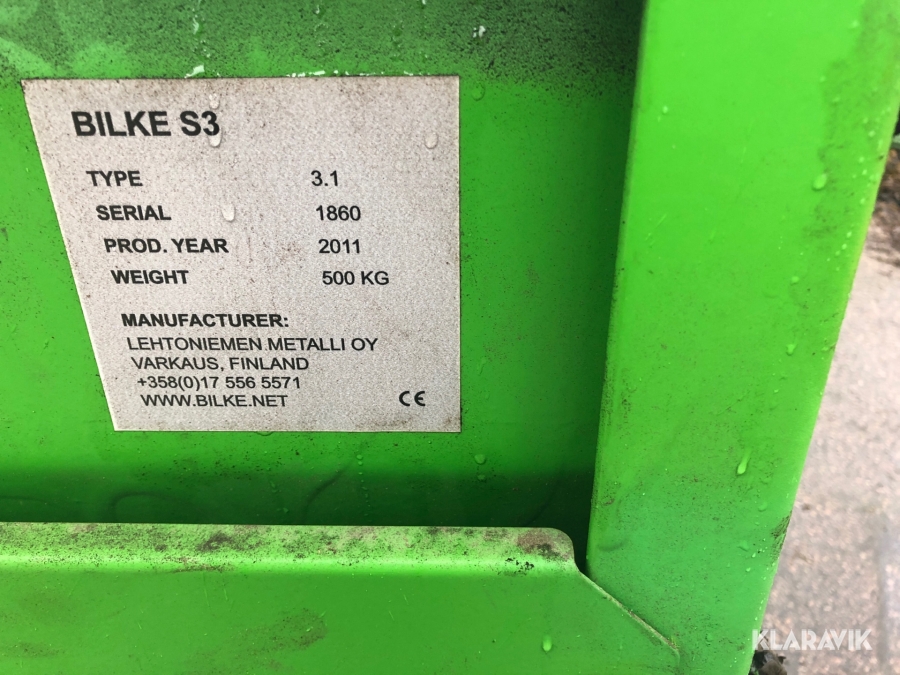 BILKE S3
TYPE 3.1
SERIAL 1860
PROD. YEAR 2011
WEIGHT 500 KG
MANUFACTURER:
LEHTONIEMEN METALLI OY
VARKAUS, FINLAND
+358(0)17 556 5571
WWW.BILKE.NET CE
KLARAVIK